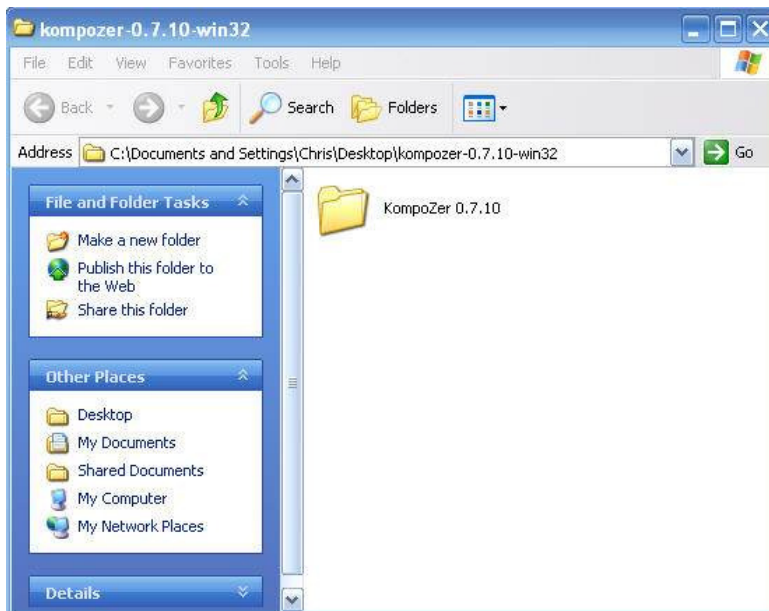 kompozer-0.7.10-win32
File Edit View Favorites Tools Help
Back Search Folders
Address C:\Documents and Settings\Chris\Desktop\kompozer-0.7.10-win32 Go
File and Folder Tasks
Make a new folder
Publish this folder to
the Web
Share this folder
Other Places
Desktop
My Documents
Shared Documents
My Computer
My Network Places
Details
KompoZer 0.7.10